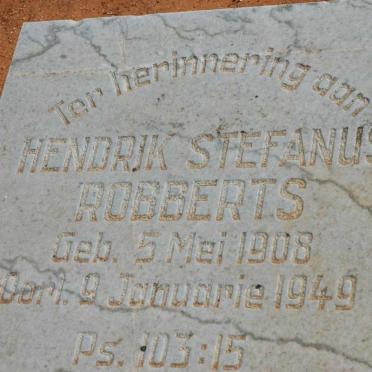 Ter herinnering aan
HENDRIK STEFANUS
ROBBERTS
Geb. 5 Mei 1908
Oorl. 9 Januarie 1949
Ps. 103:15